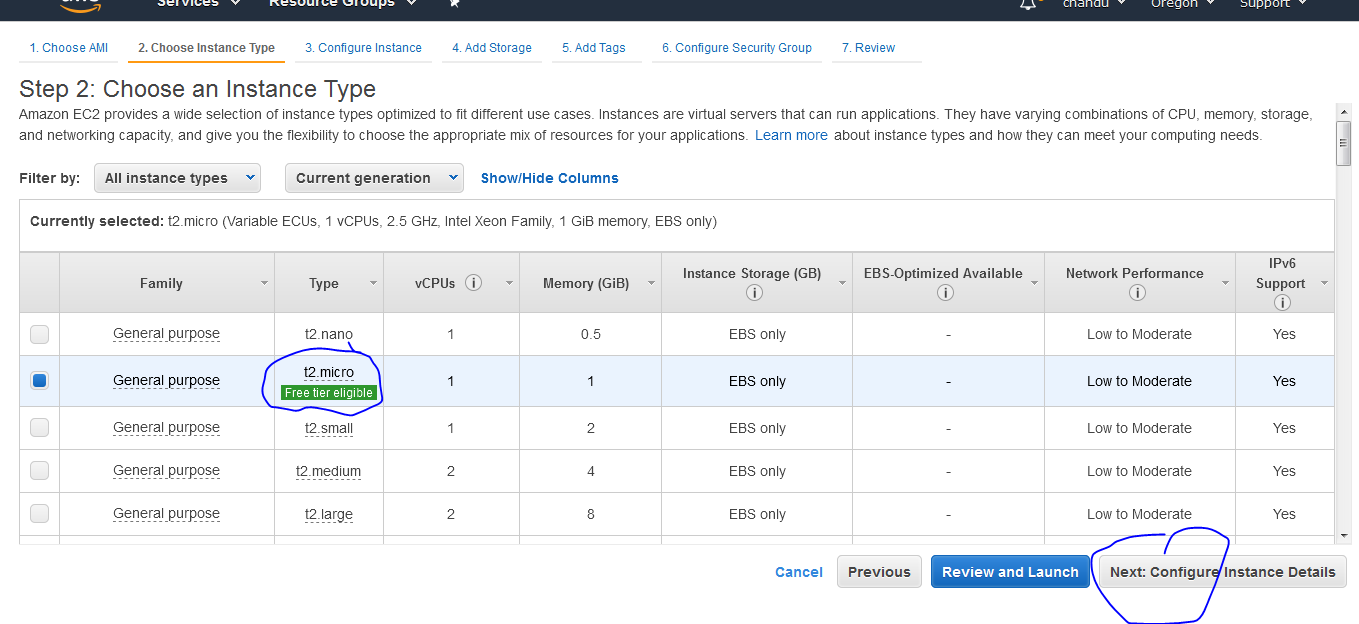 Services Resource Groups chandu Oregon Support
1. Choose AMI 2. Choose Instance Type 3. Configure Instance 4. Add Storage 5. Add Tags 6. Configure Security Group 7. Review
Step 2: Choose an Instance Type
Amazon EC2 provides a wide selection of instance types optimized to fit different use cases. Instances are virtual servers that can run applications. They have varying combinations of CPU, memory, storage,
and networking capacity, and give you the flexibility to choose the appropriate mix of resources for your applications. Learn more about instance types and how they can meet your computing needs.
Filter by: All instance types Current generation Show/Hide Columns
Currently selected: t2.micro (Variable ECUs, 1 vCPUs, 2.5 GHz, Intel Xeon Family, 1 GiB memory, EBS only)
Family Type vCPUs Memory (GiB) Instance Storage (GB) EBS-Optimized Available Network Performance IPv6
Support
General purpose t2.nano 1 0.5 EBS only - Low to Moderate Yes
General purpose t2.micro 1 1 EBS only - Low to Moderate Yes
Free tier eligible
General purpose t2.small 1 2 EBS only - Low to Moderate Yes
General purpose t2.medium 2 4 EBS only - Low to Moderate Yes
General purpose t2.large 2 8 EBS only - Low to Moderate Yes
Cancel Previous Review and Launch Next: Configure Instance Details